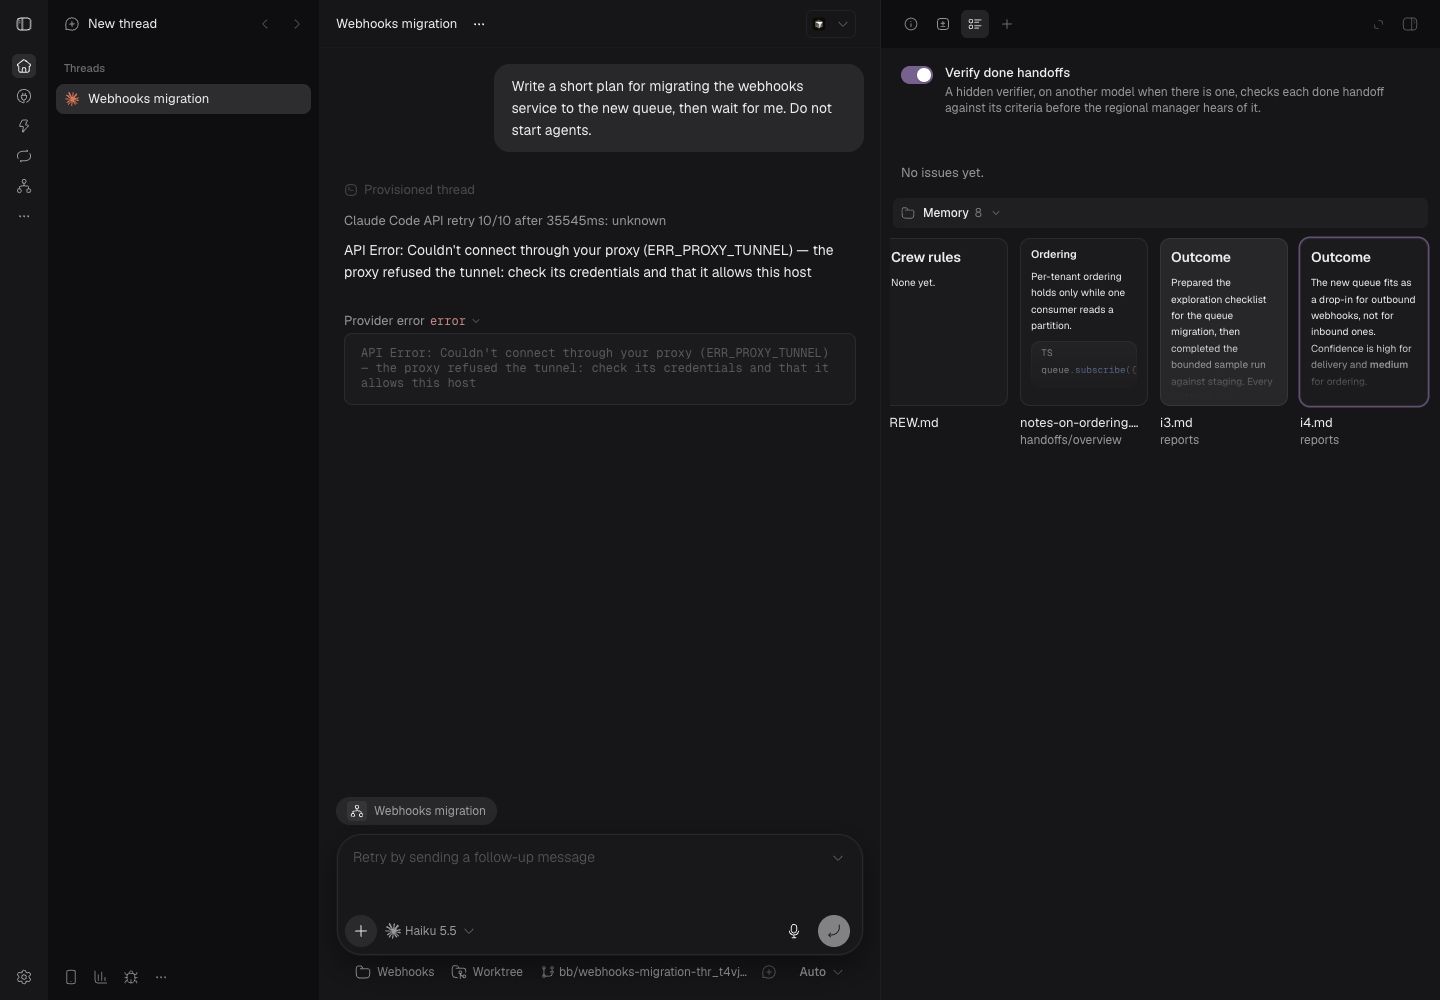 New thread
Threads
Webhooks migration
Webhooks migration
Write a short plan for migrating the webhooks
service to the new queue, then wait for me. Do not
start agents.
Provisioned thread
Claude Code API retry 10/10 after 35545ms: unknown
API Error: Couldn't connect through your proxy (ERR_PROXY_TUNNEL) — the
proxy refused the tunnel: check its credentials and that it allows this host
Provider error error
API Error: Couldn't connect through your proxy (ERR_PROXY_TUNNEL)
— the proxy refused the tunnel: check its credentials and that it
allows this host
Webhooks migration
Retry by sending a follow-up message
Haiku 5.5
Webhooks
Worktree
bb/webhooks-migration-thr_t4vj...
Auto
Verify done handoffs
A hidden verifier, on another model when there is one, checks each done handoff
against its criteria before the regional manager hears of it.
No issues yet.
Memory 8
Crew rules
None yet.
REW.md
Ordering
Per-tenant ordering
holds only while one
consumer reads a
partition.
TS
queue.subscribe({
notes-on-ordering....
handoffs/overview
Outcome
Prepared the
exploration checklist
for the queue
migration, then
completed the
bounded sample run
against staging. Every
i3.md
reports
Outcome
The new queue fits as
a drop-in for outbound
webhooks, not for
inbound ones.
Confidence is high for
delivery and medium
for ordering.
i4.md
reports